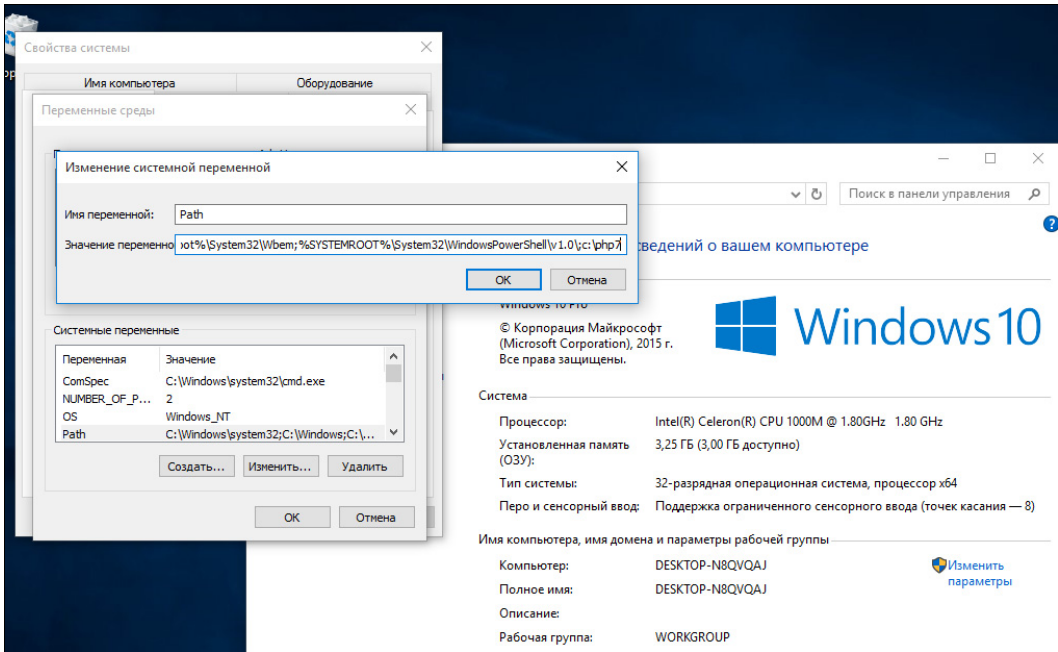 Свойства системы
Имя компьютера
Оборудование
Переменные среды
Изменение системной переменной
Имя переменной:
Path
Значение переменно
ot%\System32\Wbem;%SYSTEMROOT%\System32\WindowsPowerShell\v1.0\;c:\php7
ОК
Отмена
Системные переменные
Переменная
Значение
ComSpec
C:\Windows\system32\cmd.exe
NUMBER_OF_P...
2
OS
Windows_NT
Path
C:\Windows\system32;C:\Windows;C:\...
Создать...
Изменить...
Удалить
ОК
Отмена
Поиск в панели управления
?
сведений о вашем компьютере
Windows 10 Pro
© Корпорация Майкрософт
(Microsoft Corporation), 2015 г.
Все права защищены.
Windows 10
Система
Процессор:
Intel(R) Celeron(R) CPU 1000M @ 1.80GHz 1.80 GHz
Установленная память
(ОЗУ):
3,25 ГБ (3,00 ГБ доступно)
Тип системы:
32-разрядная операционная система, процессор x64
Перо и сенсорный ввод:
Поддержка ограниченного сенсорного ввода (точек касания — 8)
Имя компьютера, имя домена и параметры рабочей группы
Компьютер:
DESKTOP-N8QVQAJ
Изменить
параметры
Полное имя:
DESKTOP-N8QVQAJ
Описание:
Рабочая группа:
WORKGROUP